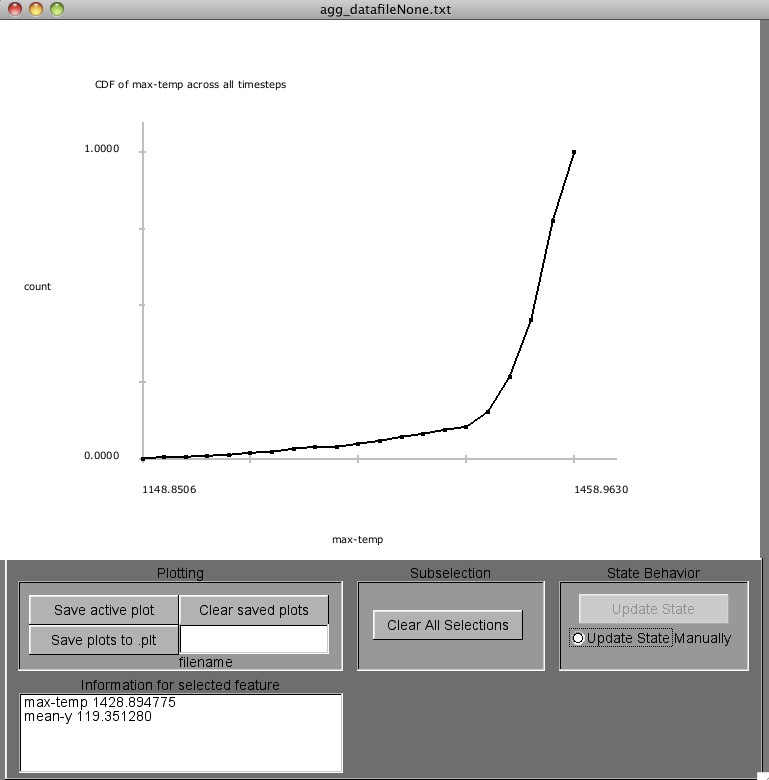 agg_datafileNone.txt
CDF of max-temp across all timesteps
1.0000
count
0.0000
1148.8506
1458.9630
max-temp
Plotting
Subselection
State Behavior
Save active plot
Clear saved plots
Save plots to .plt
filename
Clear All Selections
Update State
Update State Manually
Information for selected feature
max-temp 1428.894775
mean-y 119.351280